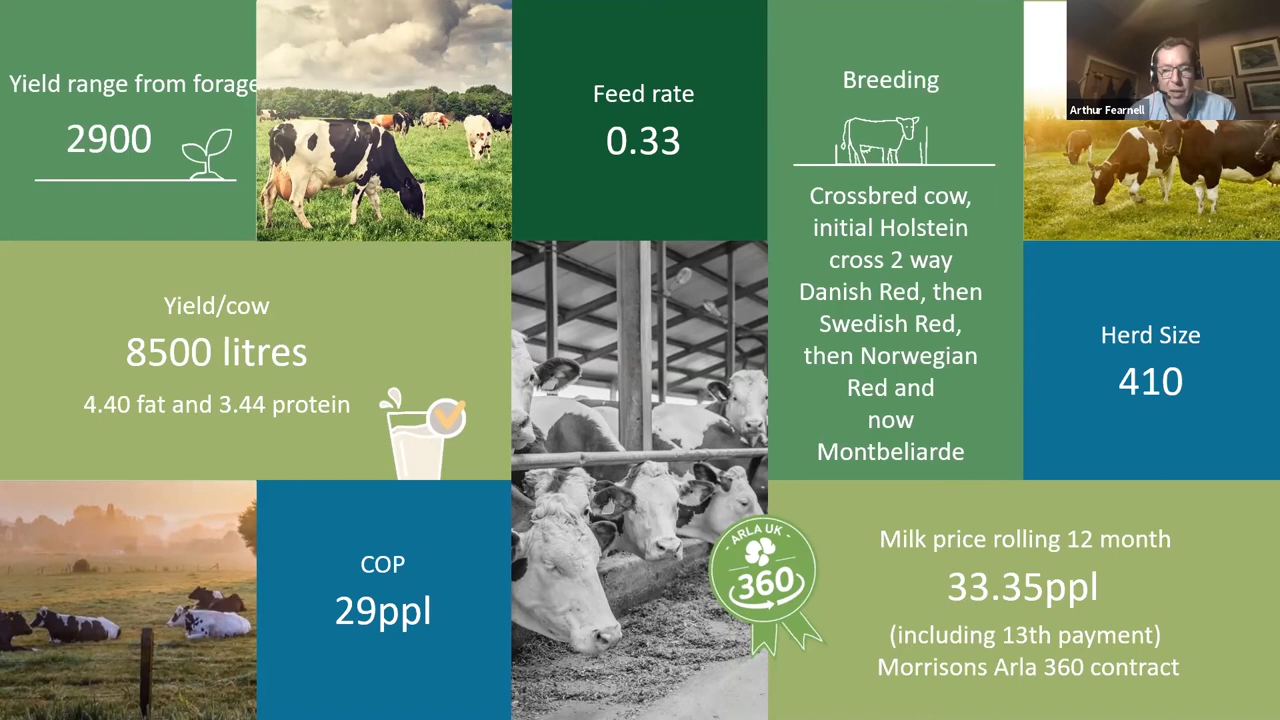 Yield range from forage
2900
Feed rate
0.33
Breeding
Crossbred cow,
initial Holstein
cross 2 way
Danish Red, then
Swedish Red,
then Norwegian
Red and
now
Montbeliarde
Arthur Fearnell
Yield/cow
8500 litres
4.40 fat and 3.44 protein
Herd Size
410
COP
29ppl
- ARLA UK -
360
Milk price rolling 12 month
33.35ppl
(including 13th payment)
Morrisons Arla 360 contract